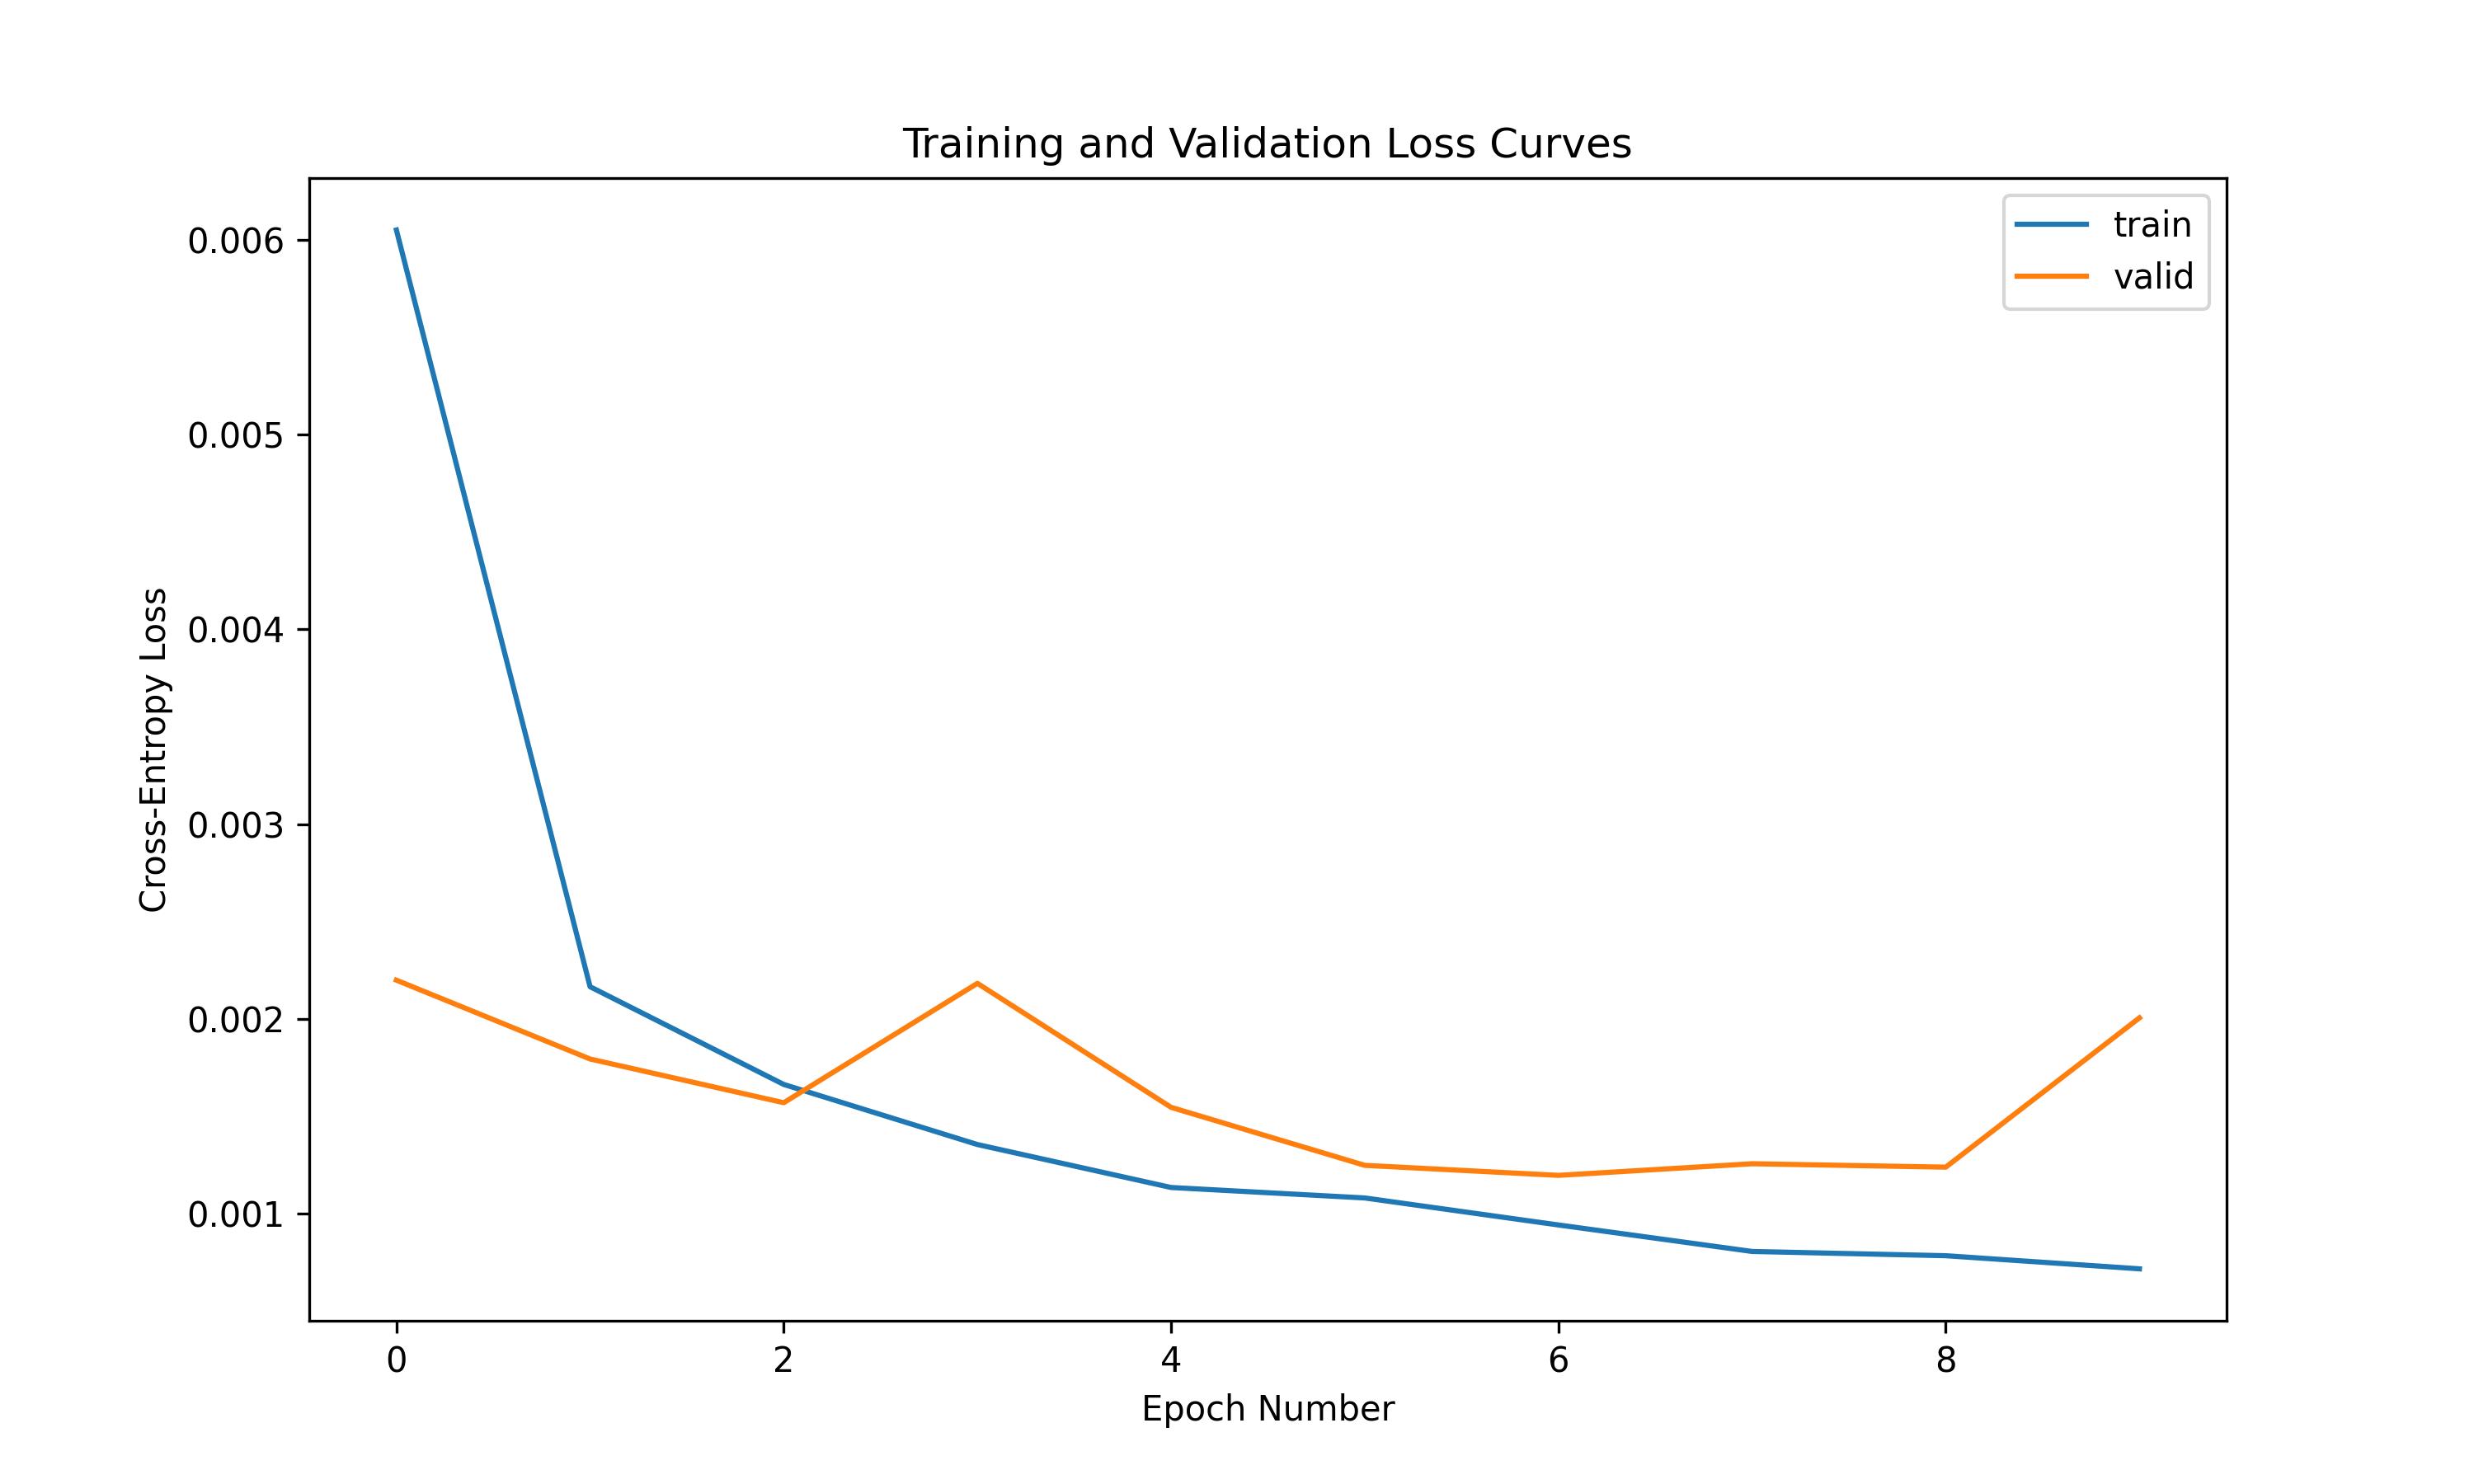 Training and Validation Loss Curves
train
valid
0.006
0.005
0.004
0.003
0.002
0.001
Cross-Entropy Loss
0 2 4 6 8
Epoch Number